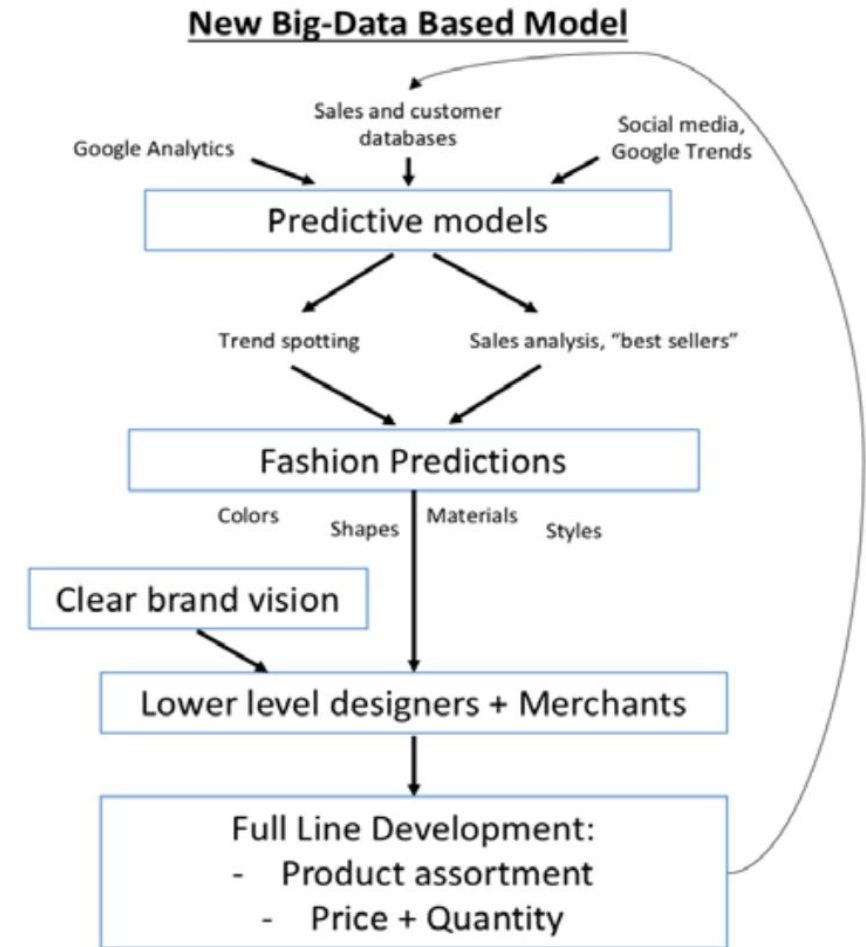 New Big-Data Based Model
Sales and customer
databases
Google Analytics
Social media,
Google Trends
Predictive models
Trend spotting
Sales analysis, “best sellers”
Fashion Predictions
Colors
Shapes
Materials
Styles
Clear brand vision
Lower level designers + Merchants
Full Line Development:
- Product assortment
- Price + Quantity